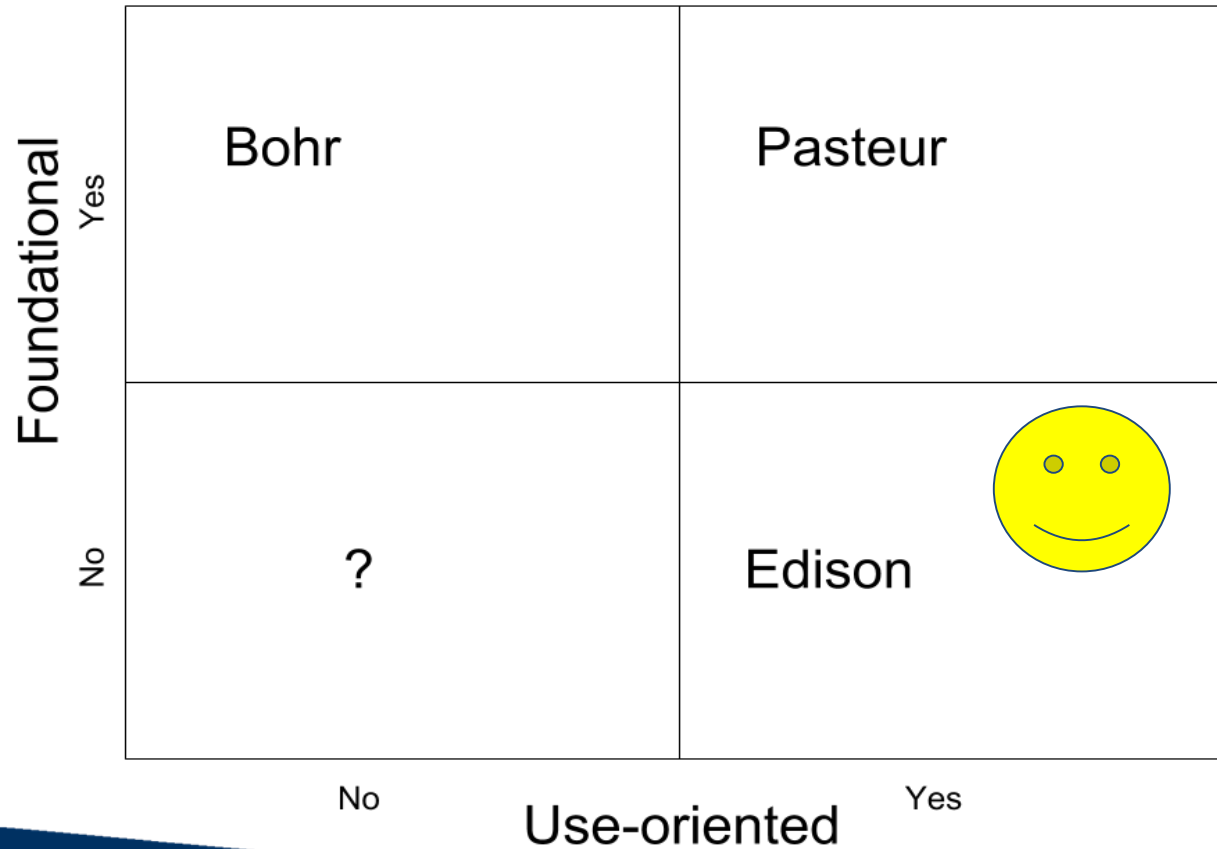 Foundational
Yes
Bohr
Pasteur
No
?
Edison
No
Yes
Use-oriented